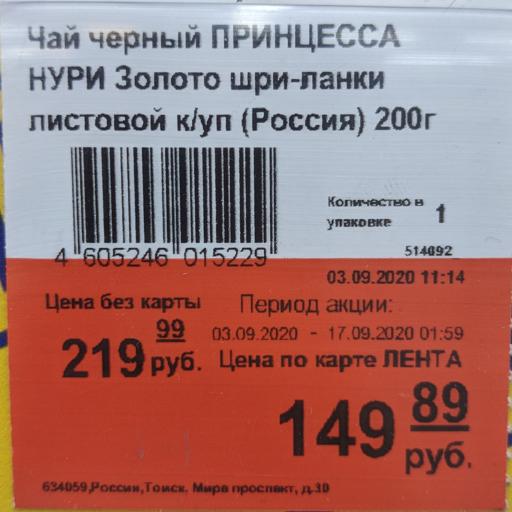 Чай черный ПРИНЦЕССА
НУРИ Золото шри-ланки
листовой к/уп (Россия) 200г
Количество в
упаковке 1
4 605246 015229
514092
03.09.2020 11:14
Цена без карты
Период акции:
219 99 руб.
03.09.2020 - 17.09.2020 01:59
Цена по карте ЛЕНТА
149 89 руб.
634059,Россия,Томск. Мира проспект, д.30